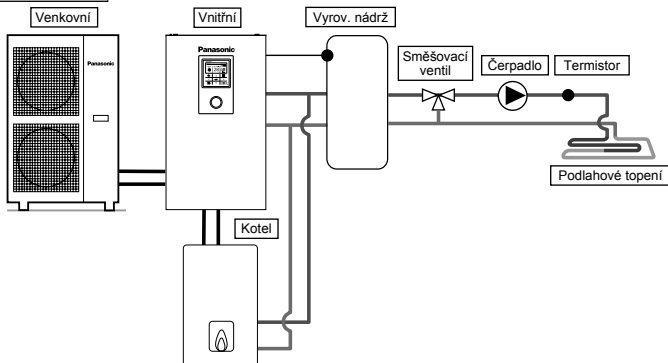 Venkovní
Vnitřní
Vyrov. nádrž
Směšovací
ventil
Čerpadlo
Termistor
Panasonic
Panasonic
Podlahové topení
Kotel